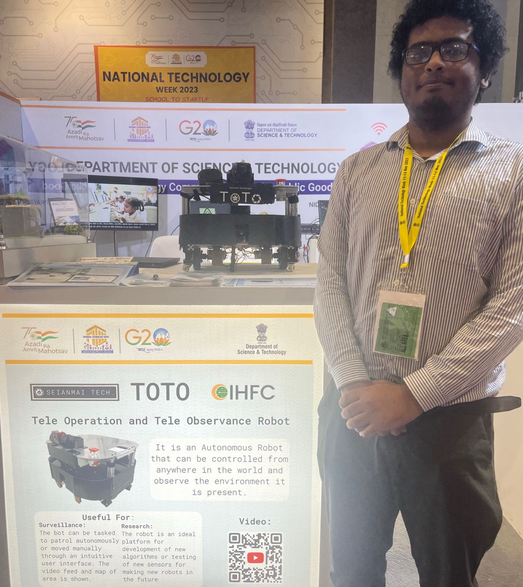 NATIONAL TECHNOLOGY
WEEK 2023
SCHOOL TO STARTUP
Azadi Ka
Amrit Mahotsav
G20
DEPARTMENT OF
SCIENCE & TECHNOLOGY
DEPARTMENT OF SCIENCE & TECHNOLOGY
TOTO
Azadi Ka
Amrit Mahotsav
G20
Department of
Science & Technology
SEIANMAI TECH
TOTO
IHFC
Tele Operation and Tele Observance Robot
It is an Autonomous Robot
that can be controlled from
anywhere in the world and
observe the environment it
is present.
Useful For:
Surveillance:
The bot can be tasked
to patrol autonomously
or moved manually
through an intuitive
user interface. The
video feed and map of
area is shown.
Research:
The robot is an ideal
platform for
development of new
algorithms or testing
of new sensors for
making new robots in
the future
Video: